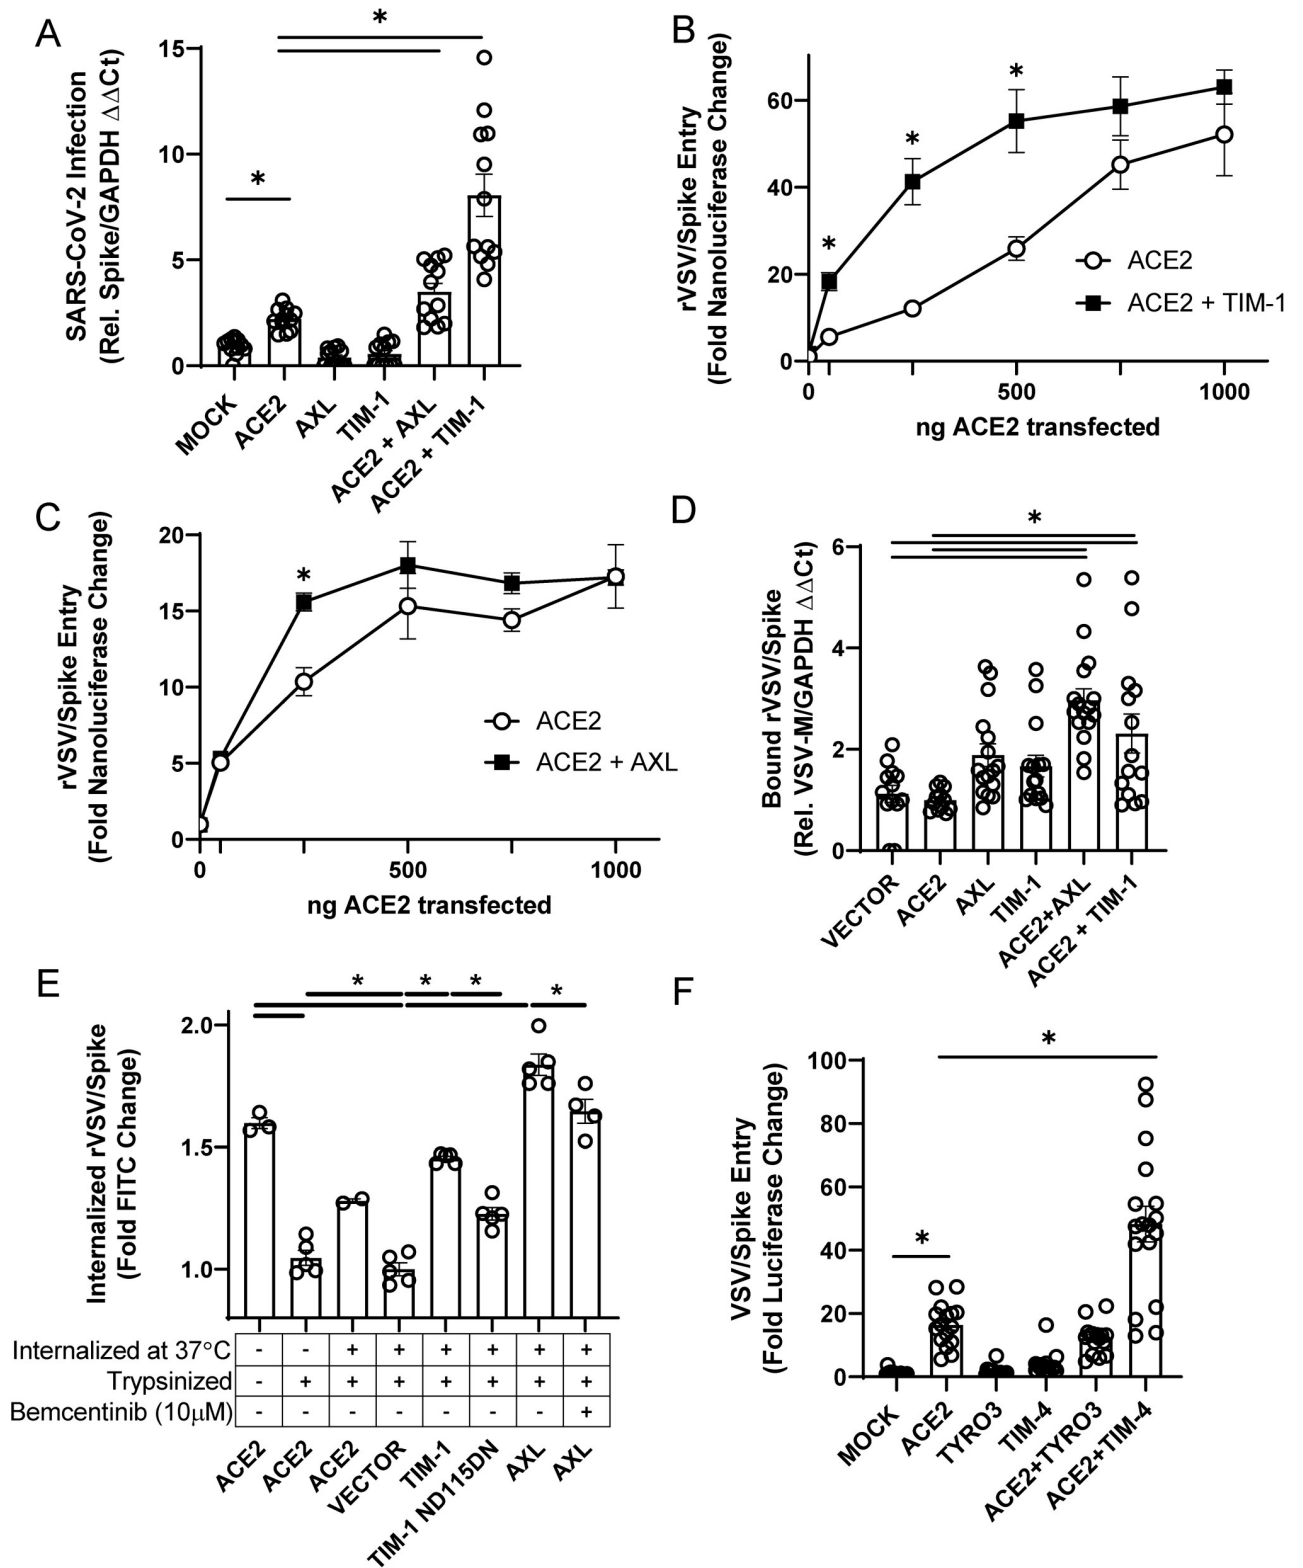 A
*
*
15
10
5
0
SARS-CoV-2 Infection
(Rel. Spike/GAPDH ΔΔCt)
MOCK
ACE2
AXL
TIM-1
ACE2 + AXL
ACE2 + TIM-1
B
*
*
*
60
40
20
0
rVSV/Spike Entry
(Fold Nanoluciferase Change)
ACE2
ACE2 + TIM-1
0
500
1000
ng ACE2 transfected
C
*
20
15
10
5
0
rVSV/Spike Entry
(Fold Nanoluciferase Change)
ACE2
ACE2 + AXL
0
500
1000
ng ACE2 transfected
D
*
6
4
2
0
Bound rVSV/Spike
(Rel. VSV-M/GAPDH ΔΔCt)
VECTOR
ACE2
AXL
TIM-1
ACE2+AXL
ACE2 + TIM-1
E
* * * *
2.0
1.5
1.0
Internalized rVSV/Spike
(Fold FITC Change)
Internalized at 37°C - - + + + + + +
Trypsinized - + + + + + + +
Bemcentinib (10µM) - - - - - - - +
ACE2
ACE2
ACE2
VECTOR
TIM-1
TIM-1 ND115DN
AXL
AXL
F
*
*
100
80
60
40
20
0
VSV/Spike Entry
(Fold Luciferase Change)
MOCK
ACE2
TYRO3
TIM-4
ACE2+TYRO3
ACE2+TIM-4